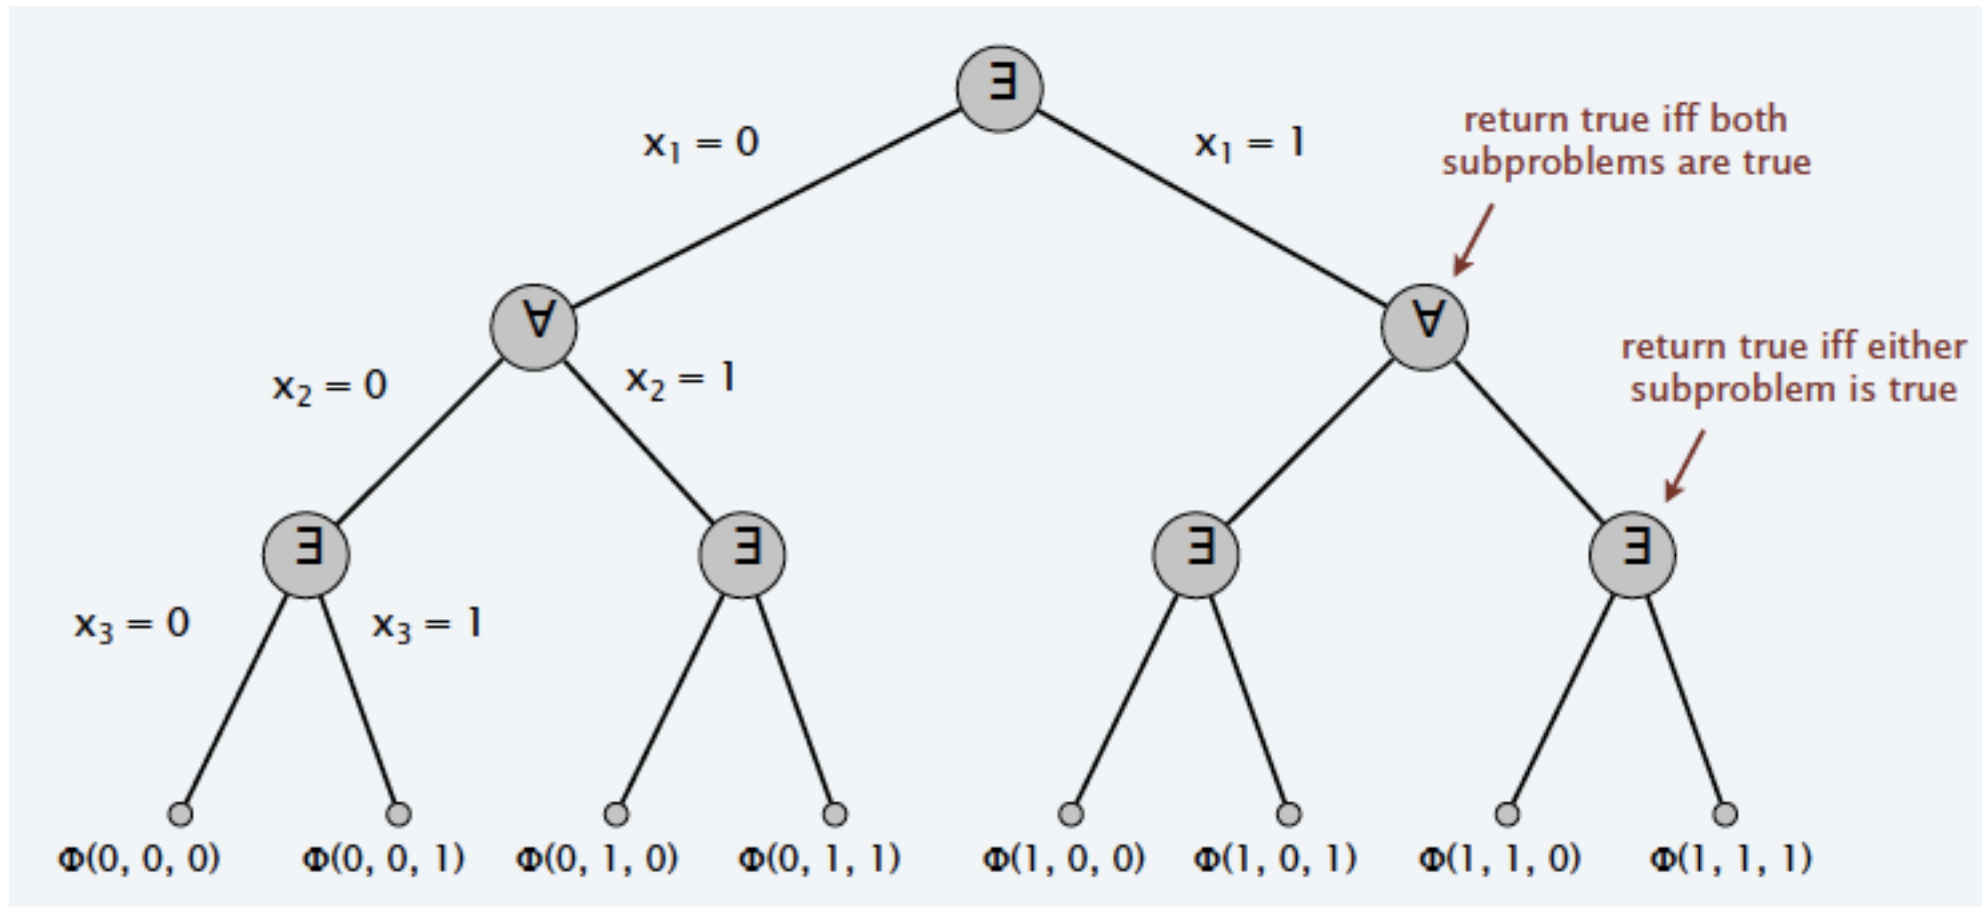 ∃
x₁ = 0
x₁ = 1
return true iff both
subproblems are true
∀
∀
return true iff either
subproblem is true
x₂ = 0
x₂ = 1
∃
∃
∃
∃
x₃ = 0
x₃ = 1
Φ(0, 0, 0)
Φ(0, 0, 1)
Φ(0, 1, 0)
Φ(0, 1, 1)
Φ(1, 0, 0)
Φ(1, 0, 1)
Φ(1, 1, 0)
Φ(1, 1, 1)